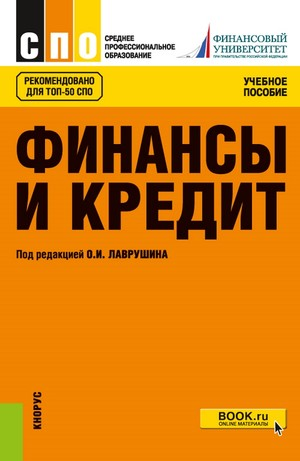 СПО
СРЕДНЕЕ
ПРОФЕССИОНАЛЬНОЕ
ОБРАЗОВАНИЕ
ФИНАНСОВЫЙ
УНИВЕРСИТЕТ
ПРИ ПРАВИТЕЛЬСТВЕ РОССИЙСКОЙ ФЕДЕРАЦИИ
РЕКОМЕНДОВАНО
ДЛЯ ТОП-50 СПО
УЧЕБНОЕ
ПОСОБИЕ
ФИНАНСЫ
И КРЕДИТ
Под редакцией О.И. ЛАВРУШИНА
КНОРУС
BOOK.ru
ONLINE МАТЕРИАЛЫ